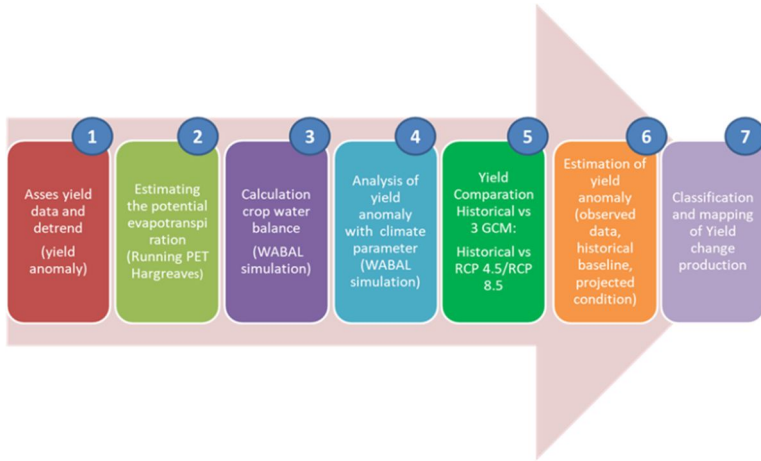 1
Asses yield
data and
detrend
(yield
anomaly)
2
Estimating
the potential
evapotranspi
ration
(Running PET
Hargreaves)
3
Calculation
crop water
balance
(WABAL
simulation)
4
Analysis of
yield
anomaly
with climate
parameter
(WABAL
simulation)
5
Yield
Comparation
Historical vs
3 GCM:
Historical vs
RCP 4.5/RCP
8.5
6
Estimation of
yield
anomaly
(observed
data,
historical
baseline,
projected
condition)
7
Classification
and mapping
of Yield
change
production